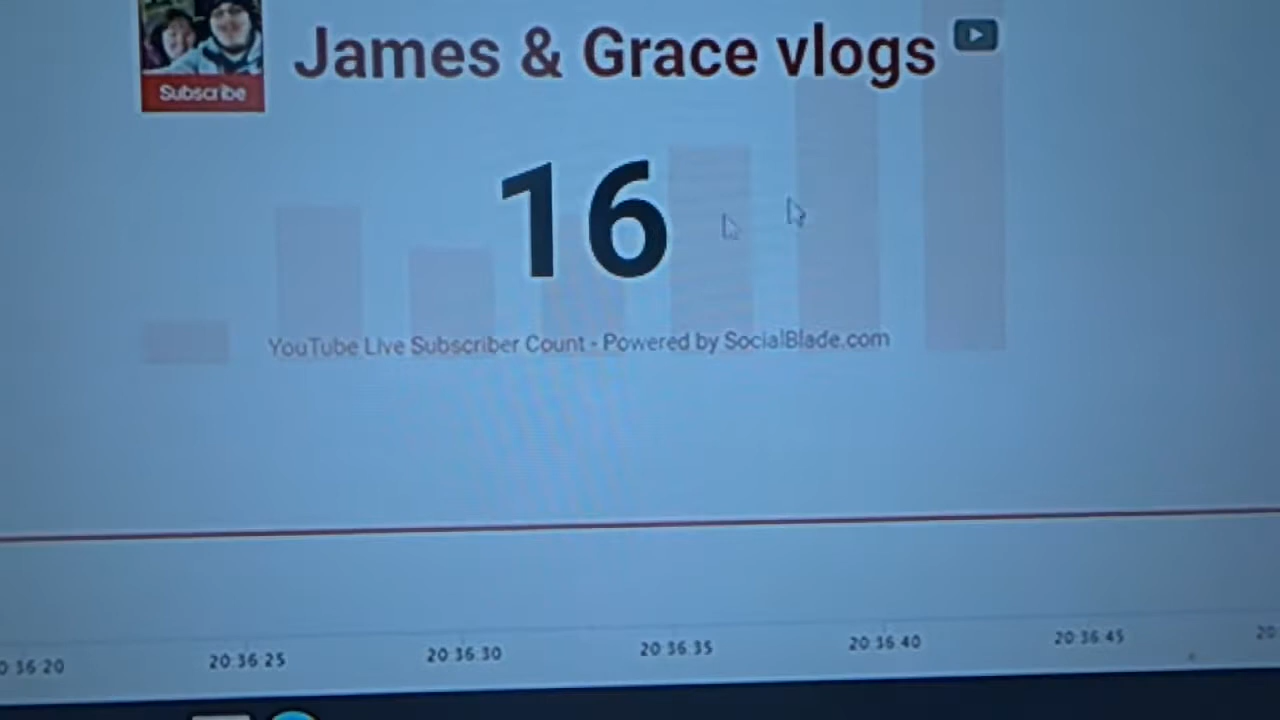 James & Grace vlogs
Subscribe
16
YouTube Live Subscriber Count - Powered by SocialBlade.com
20 36 25
20 36 30
20 36 35
20 36 40
20 36 45